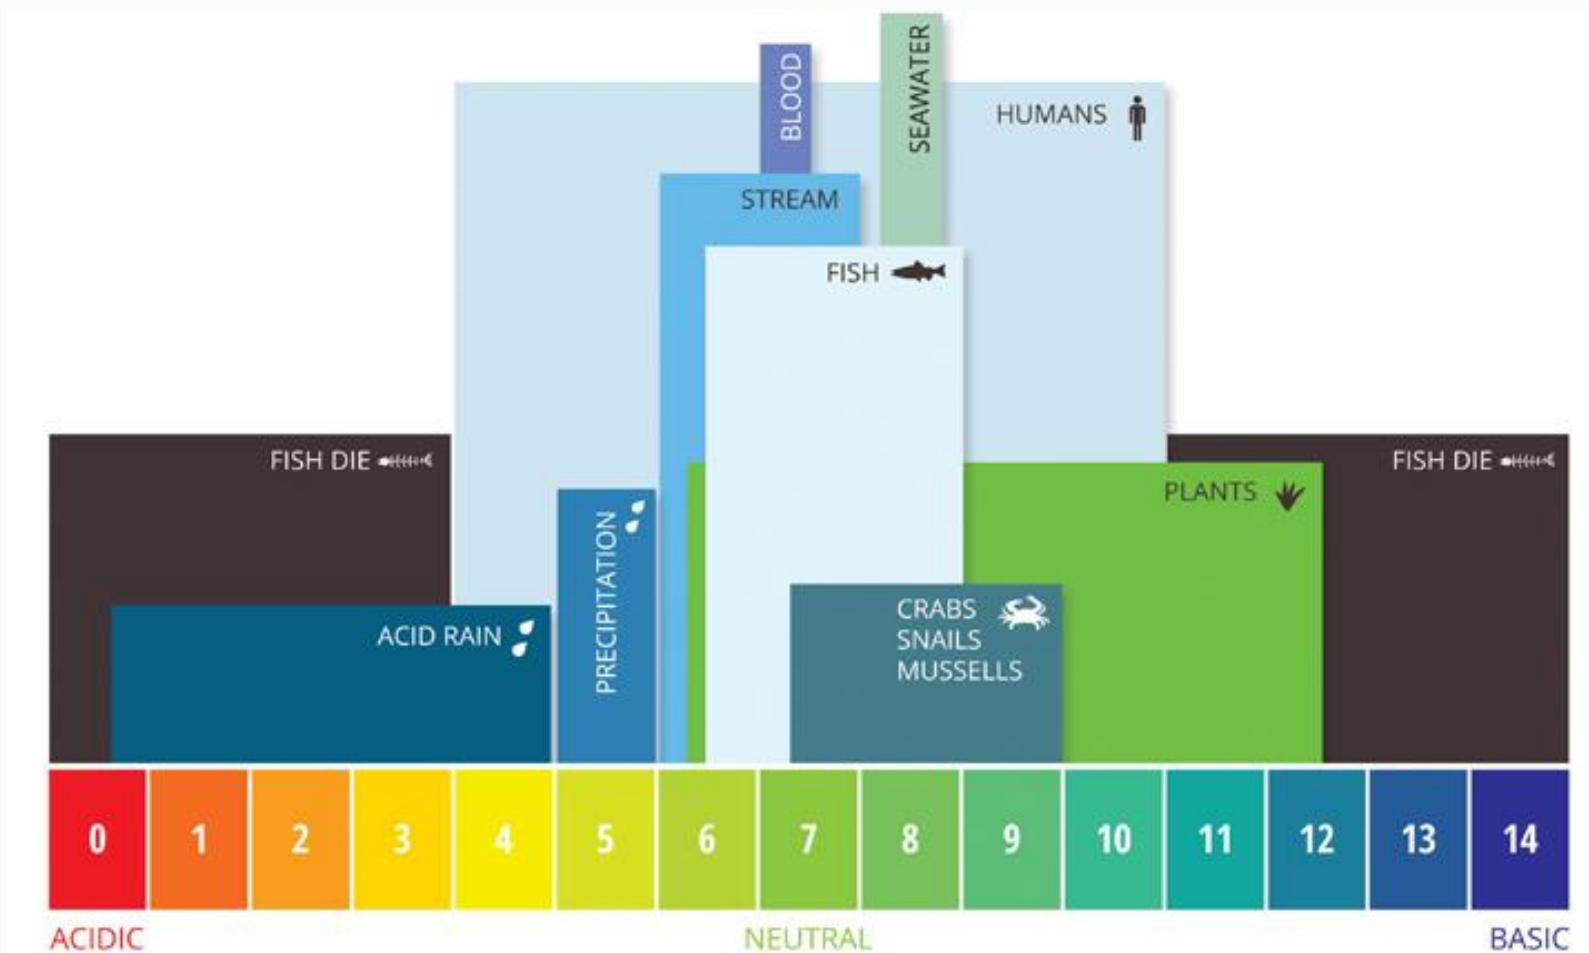 BLOOD
SEAWATER
HUMANS
STREAM
FISH
FISH DIE
FISH DIE
PLANTS
PRECIPITATION
CRABS
SNAILS
MUSSELLS
ACID RAIN
0 1 2 3 4 5 6 7 8 9 10 11 12 13 14
ACIDIC NEUTRAL BASIC